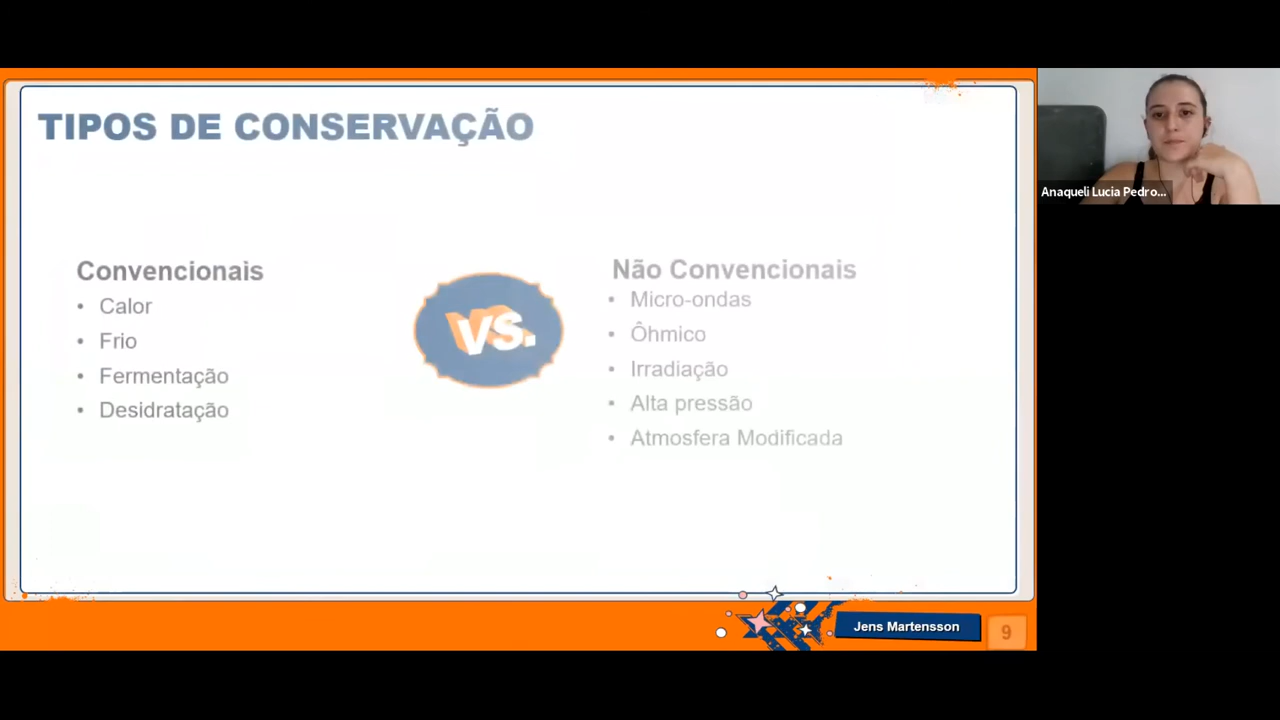 TIPOS DE CONSERVAÇÃO
Convencionais
• Calor
• Frio
• Fermentação
• Desidratação
VS.
Não Convencionais
• Micro-ondas
• Ôhmico
• Irradiação
• Alta pressão
• Atmosfera Modificada
Jens Martensson
9
Anaqueli Lucia Pedro...